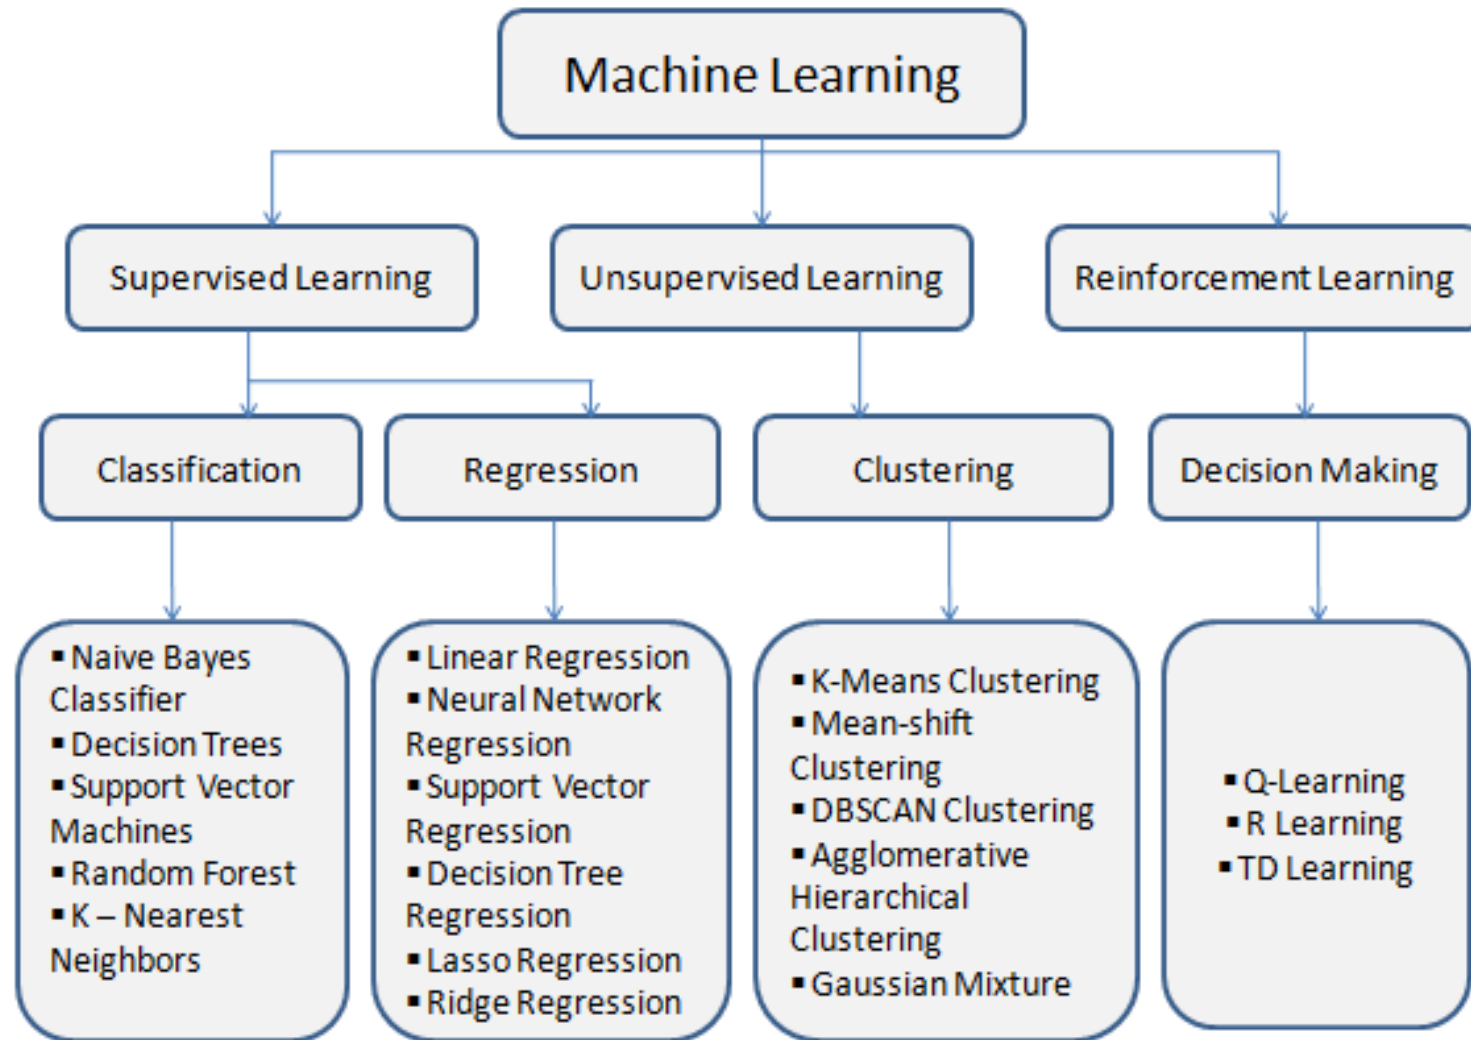 Machine Learning
Supervised Learning
Unsupervised Learning
Reinforcement Learning
Classification
Regression
Clustering
Decision Making
▪ Naive Bayes
Classifier
▪ Decision Trees
▪ Support Vector
Machines
▪ Random Forest
▪ K – Nearest
Neighbors
▪ Linear Regression
▪ Neural Network
Regression
▪ Support Vector
Regression
▪ Decision Tree
Regression
▪ Lasso Regression
▪ Ridge Regression
▪ K-Means Clustering
▪ Mean-shift
Clustering
▪ DBSCAN Clustering
▪ Agglomerative
Hierarchical
Clustering
▪ Gaussian Mixture
▪ Q-Learning
▪ R Learning
▪ TD Learning